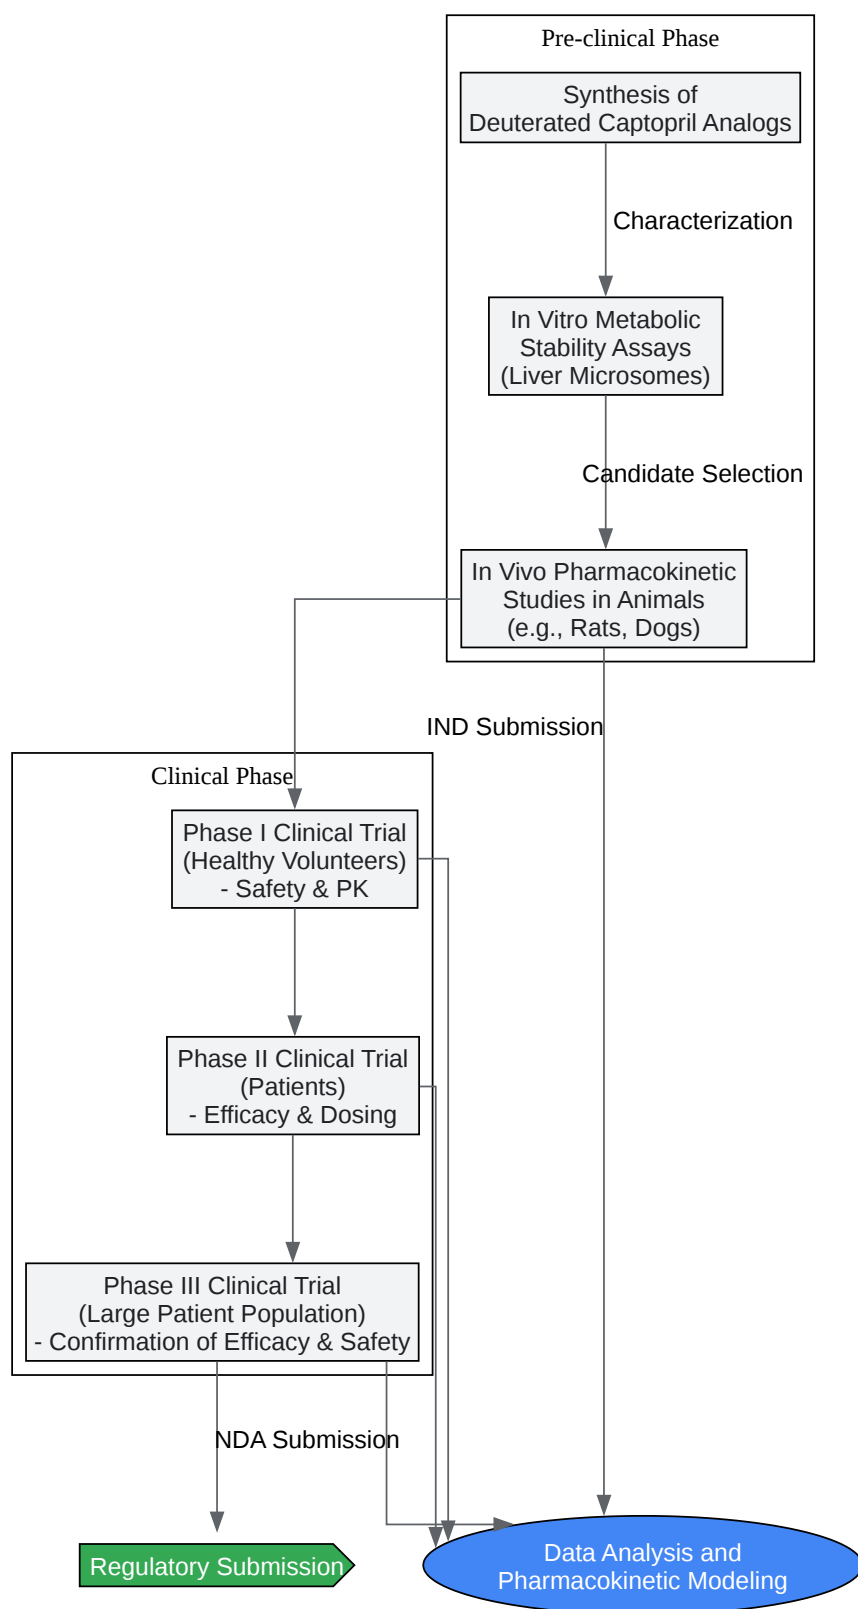 Pre-clinical Phase
Synthesis of
Deuterated Captopril Analogs
Characterization
In Vitro Metabolic
Stability Assays
(Liver Microsomes)
Candidate Selection
In Vivo Pharmacokinetic
Studies in Animals
(e.g., Rats, Dogs)
IND Submission
Clinical Phase
Phase I Clinical Trial
(Healthy Volunteers)
- Safety & PK
Phase II Clinical Trial
(Patients)
- Efficacy & Dosing
Phase III Clinical Trial
(Large Patient Population)
- Confirmation of Efficacy & Safety
NDA Submission
Regulatory Submission
Data Analysis and
Pharmacokinetic Modeling